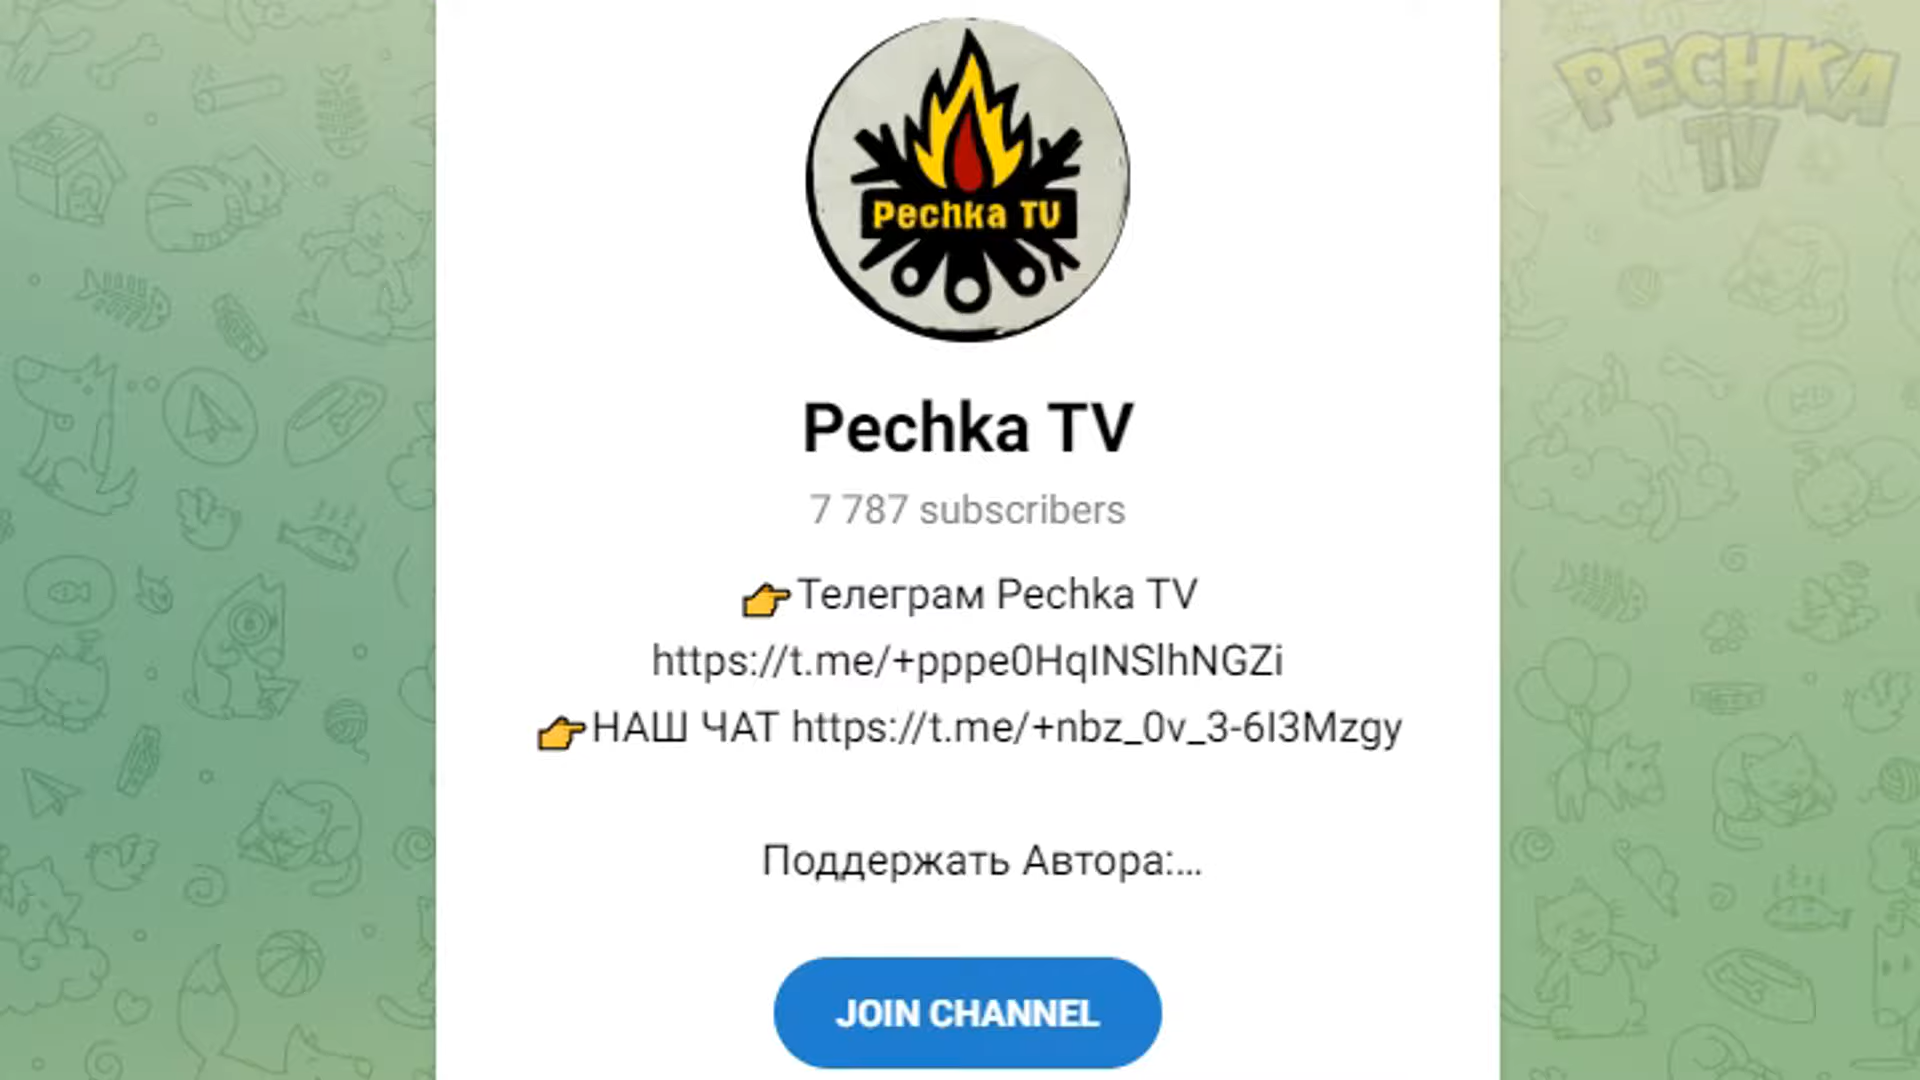 PECHKA
TV
Pechka TV
Pechka TV
7 787 subscribers
👉Телеграм Pechka TV
https://t.me/+pppe0HqINSlhNGZi
👉НАШ ЧАТ https://t.me/+nbz_0v_3-6I3Mzgy
Поддержать Автора:...
JOIN CHANNEL